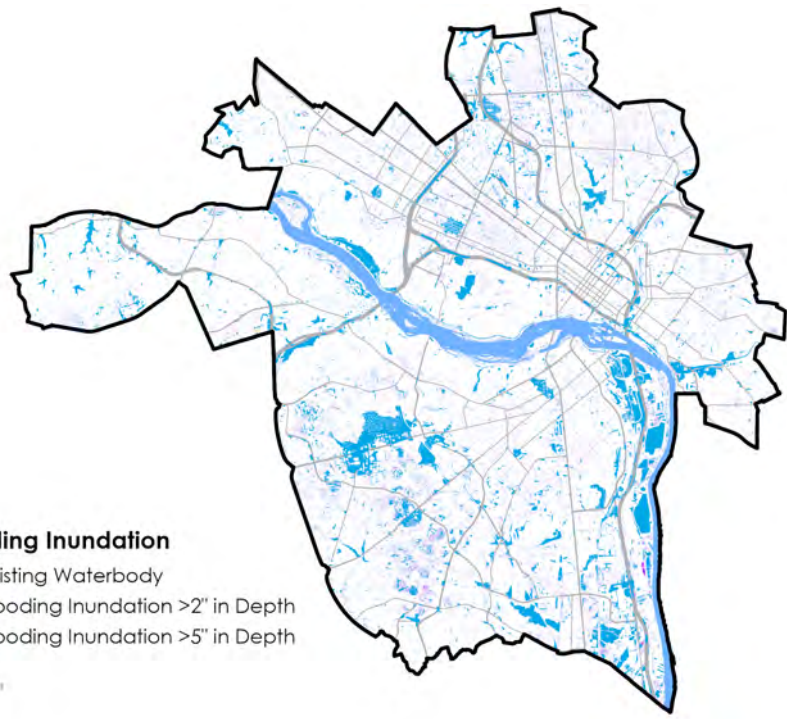 ding Inundation
isting Waterbody
ooding Inundation >2" in Depth
ooding Inundation >5" in Depth